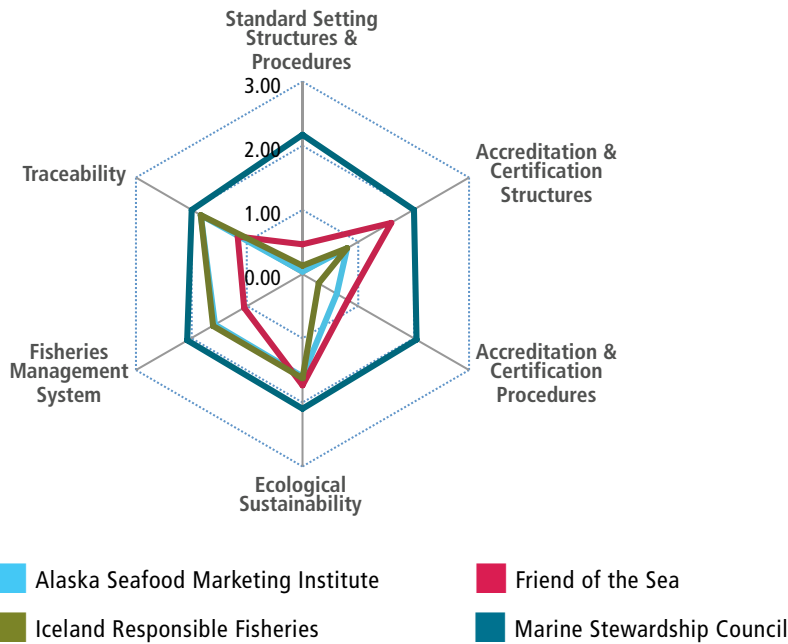 Standard Setting
Structures &
Procedures
3.00
2.00
1.00
0.00
Accreditation &
Certification
Structures
Accreditation &
Certification
Procedures
Ecological
Sustainability
Fisheries
Management
System
Traceability
Alaska Seafood Marketing Institute
Friend of the Sea
Iceland Responsible Fisheries
Marine Stewardship Council